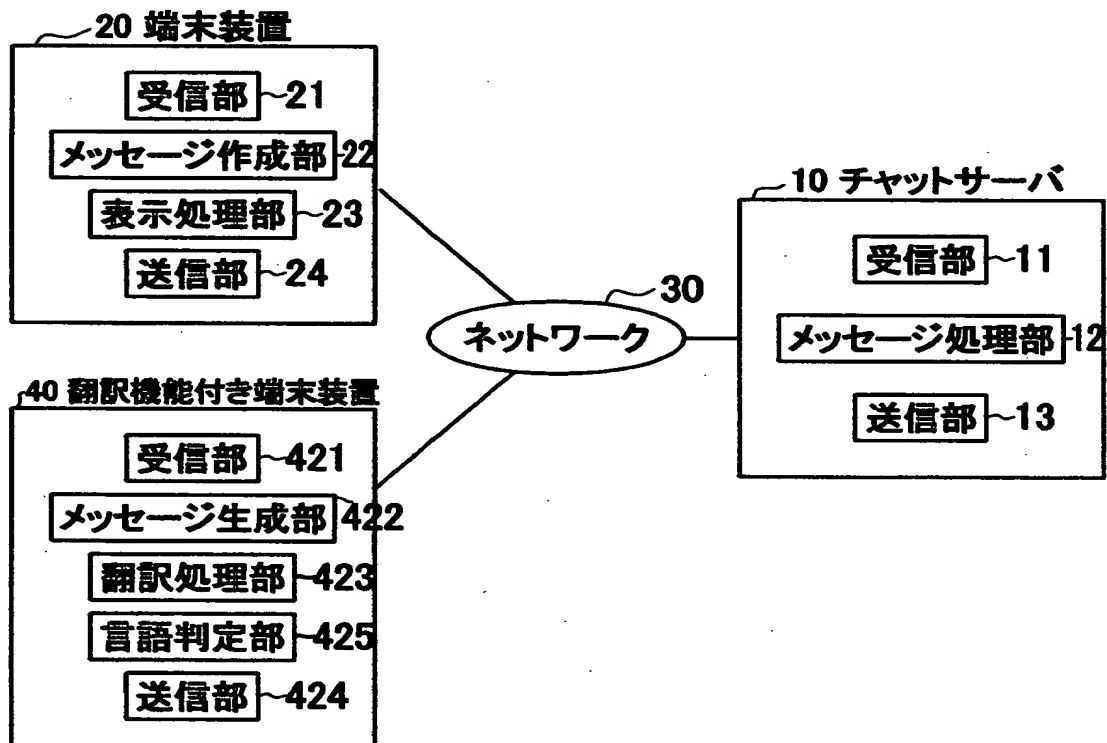 20 端末装置
受信部 21
メッセージ作成部 22
表示処理部 23
送信部 24
10 チャットサーバ
受信部 11
メッセージ処理部 12
送信部 13
30
ネットワーク
40 翻訳機能付き端末装置
受信部 421
メッセージ生成部 422
翻訳処理部 423
言語判定部 425
送信部 424